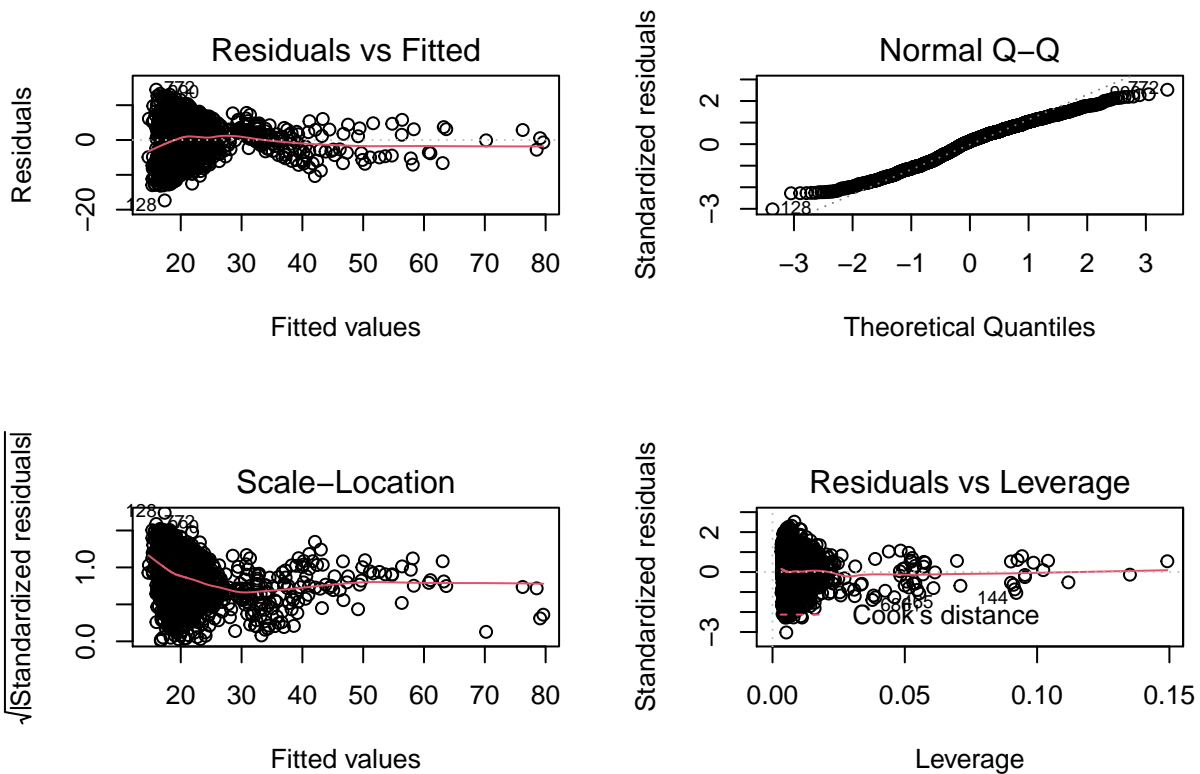 Residuals vs Fitted
Residuals
0
−20
20 30 40 50 60 70 80
Fitted values
772
128
Normal Q−Q
Standardized residuals
2
0
−3
−3 −2 −1 0 1 2 3
Theoretical Quantiles
772
128
Scale−Location
√|Standardized residuals|
1.0
0.0
20 30 40 50 60 70 80
Fitted values
128
772
Residuals vs Leverage
Standardized residuals
2
0
−3
0.00 0.05 0.10 0.15
Leverage
Cook's distance
144